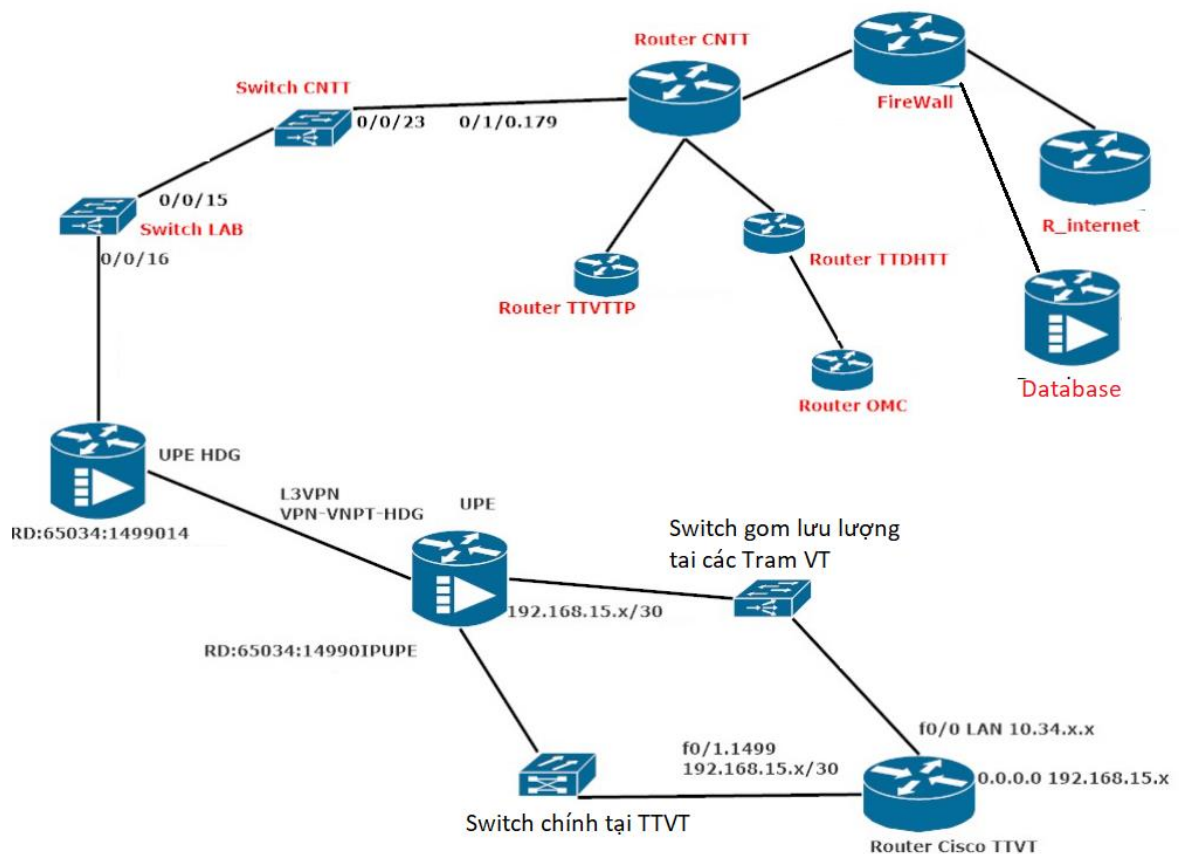 Router CNTT
Switch CNTT
FireWall
0/0/23
0/1/0.179
0/0/15
Switch LAB
R_internet
0/0/16
Router TTDHTT
Router TTVTTP
Database
Router OMC
UPE HDG
L3VPN
VPN-VNPT-HDG
UPE
RD:65034:1499014
Switch gom lưu lượng
tai các Tram VT
192.168.15.x/30
RD:65034:14990IPUPE
f0/0 LAN 10.34.x.x
f0/1.1499
192.168.15.x/30
0.0.0.0 192.168.15.x
Switch chính tại TTVT
Router Cisco TTVT